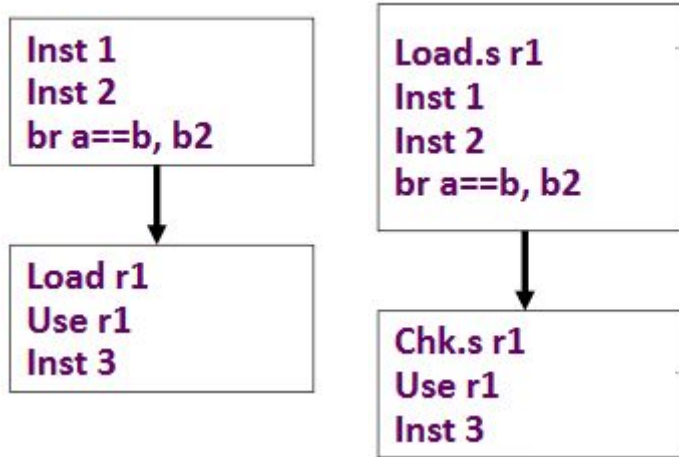 Inst 1
Inst 2
br a==b, b2
Load r1
Use r1
Inst 3
Load.s r1
Inst 1
Inst 2
br a==b, b2
Chk.s r1
Use r1
Inst 3